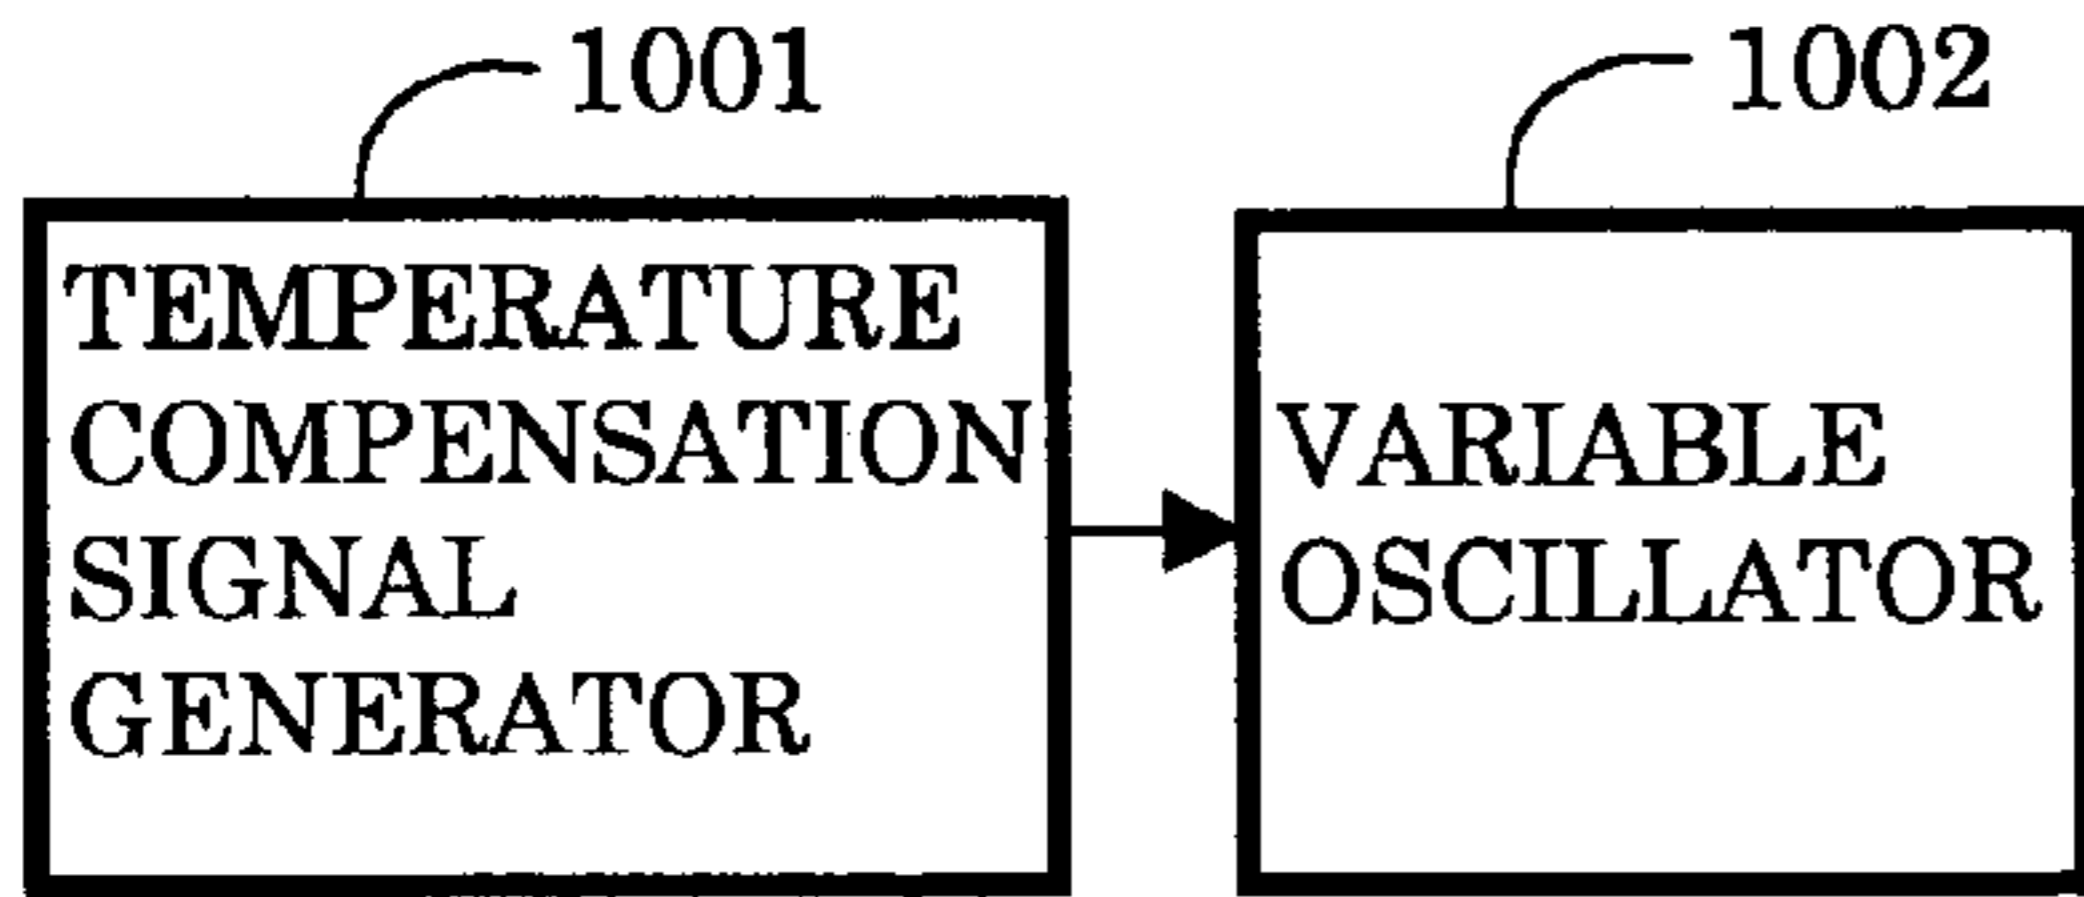 1001
1002
TEMPERATURE
COMPENSATION
SIGNAL
GENERATOR
VARIABLE
OSCILLATOR